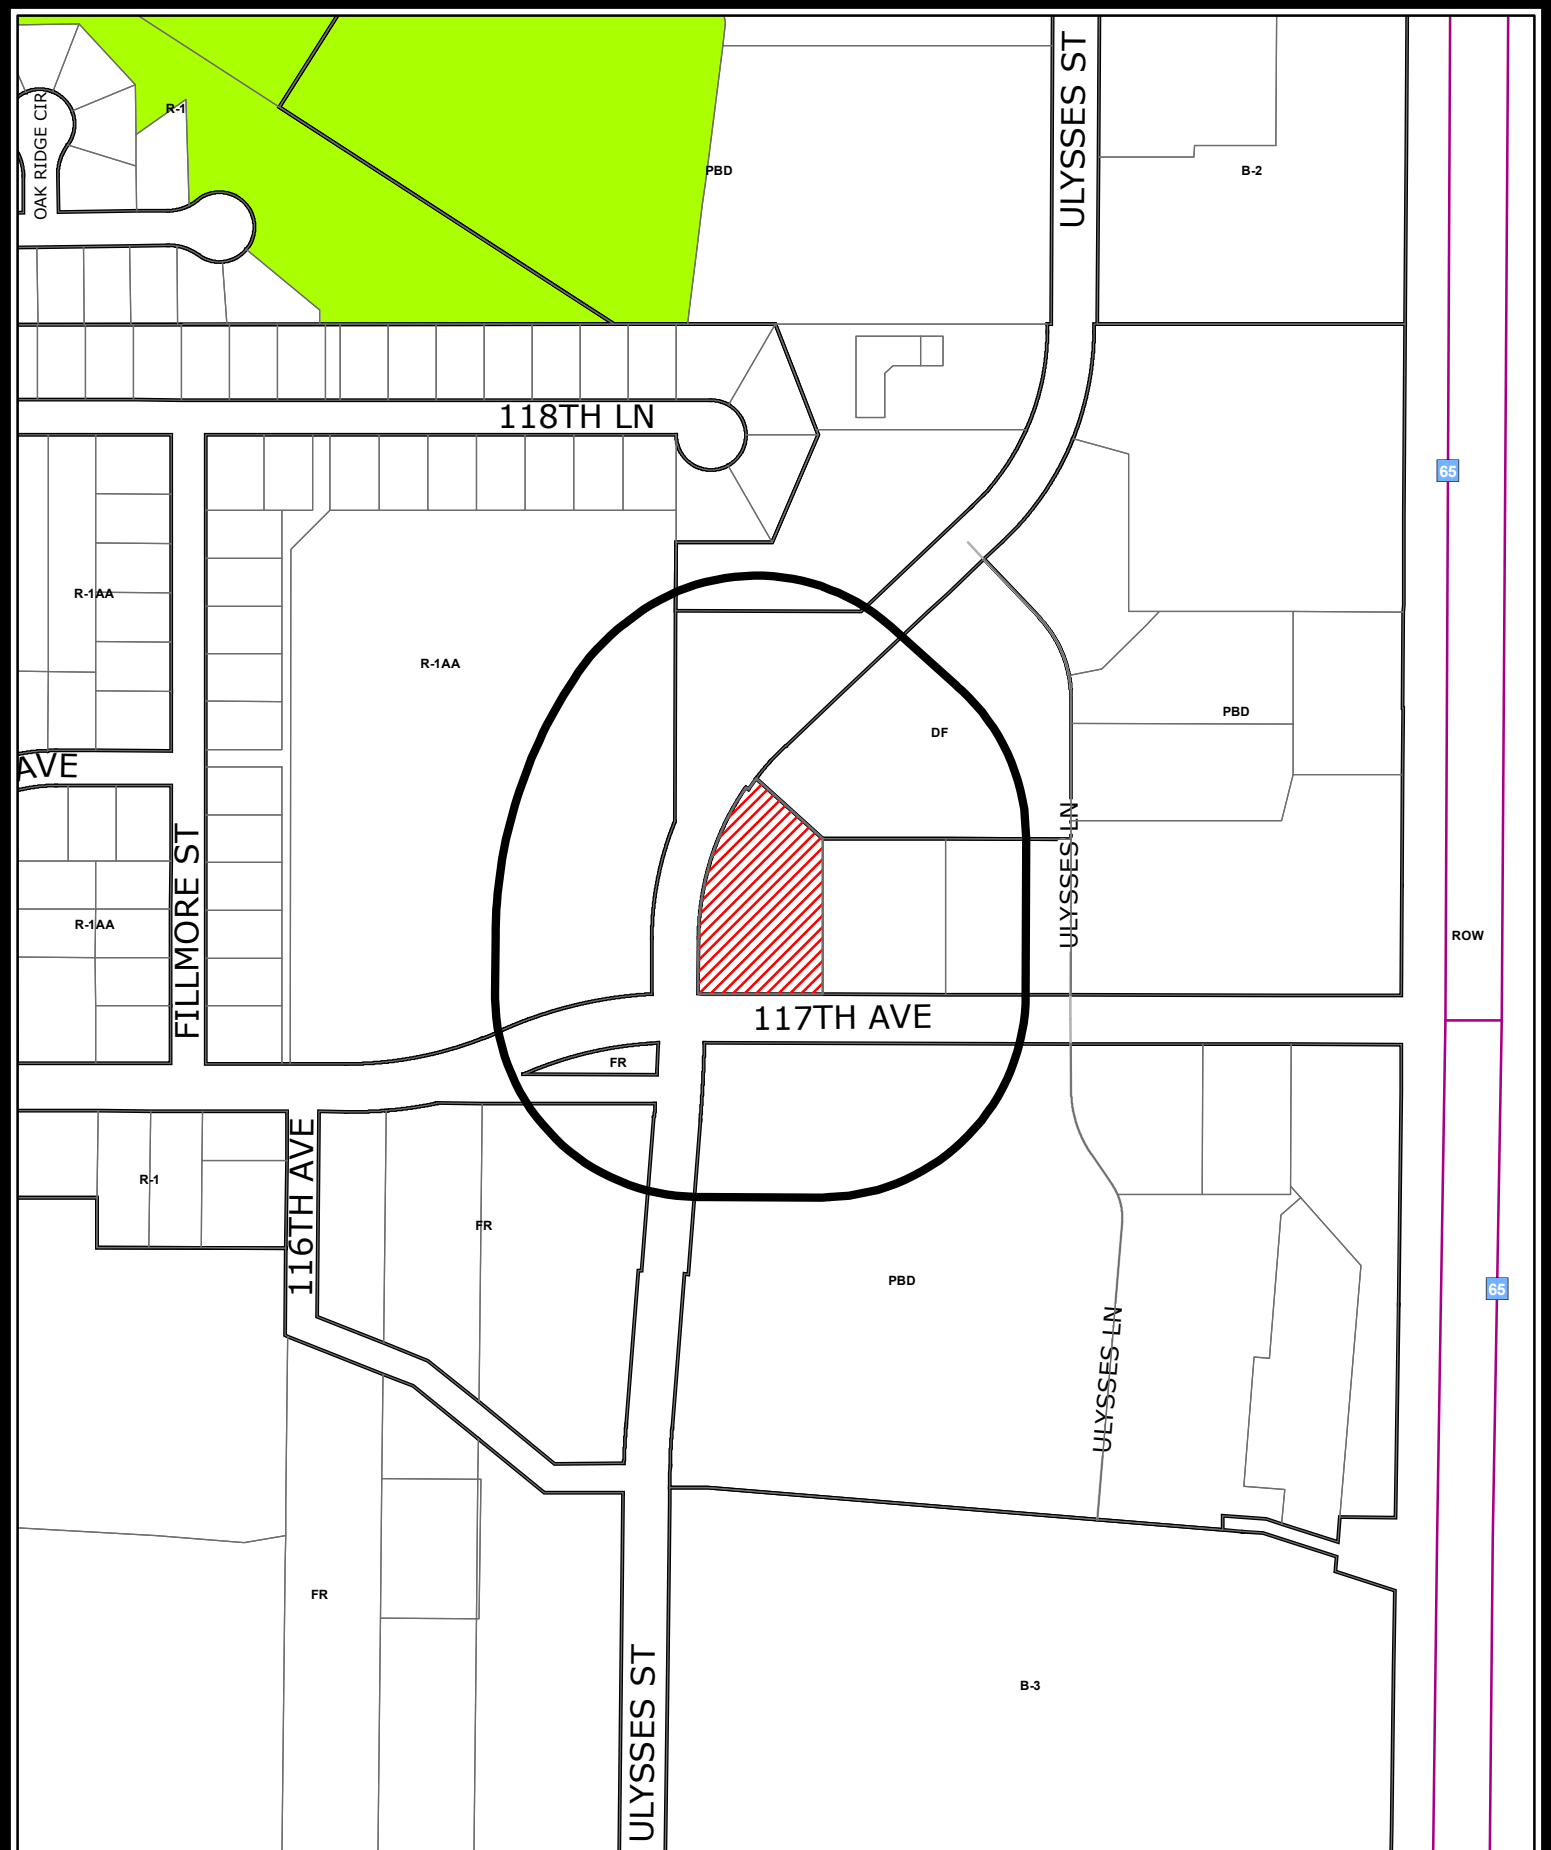 ULYSSES ST
OAK RIDGE CIR
R-1
PBD
B-2
118TH LN
65
R-1AA
R-1AA
PBD
DF
AVE
FILLMORE ST
ULYSSES LN
R-1AA
ROW
117TH AVE
FR
116TH AVE
R-1
FR
PBD
65
ULYSSES LN
FR
B-3
ULYSSES ST